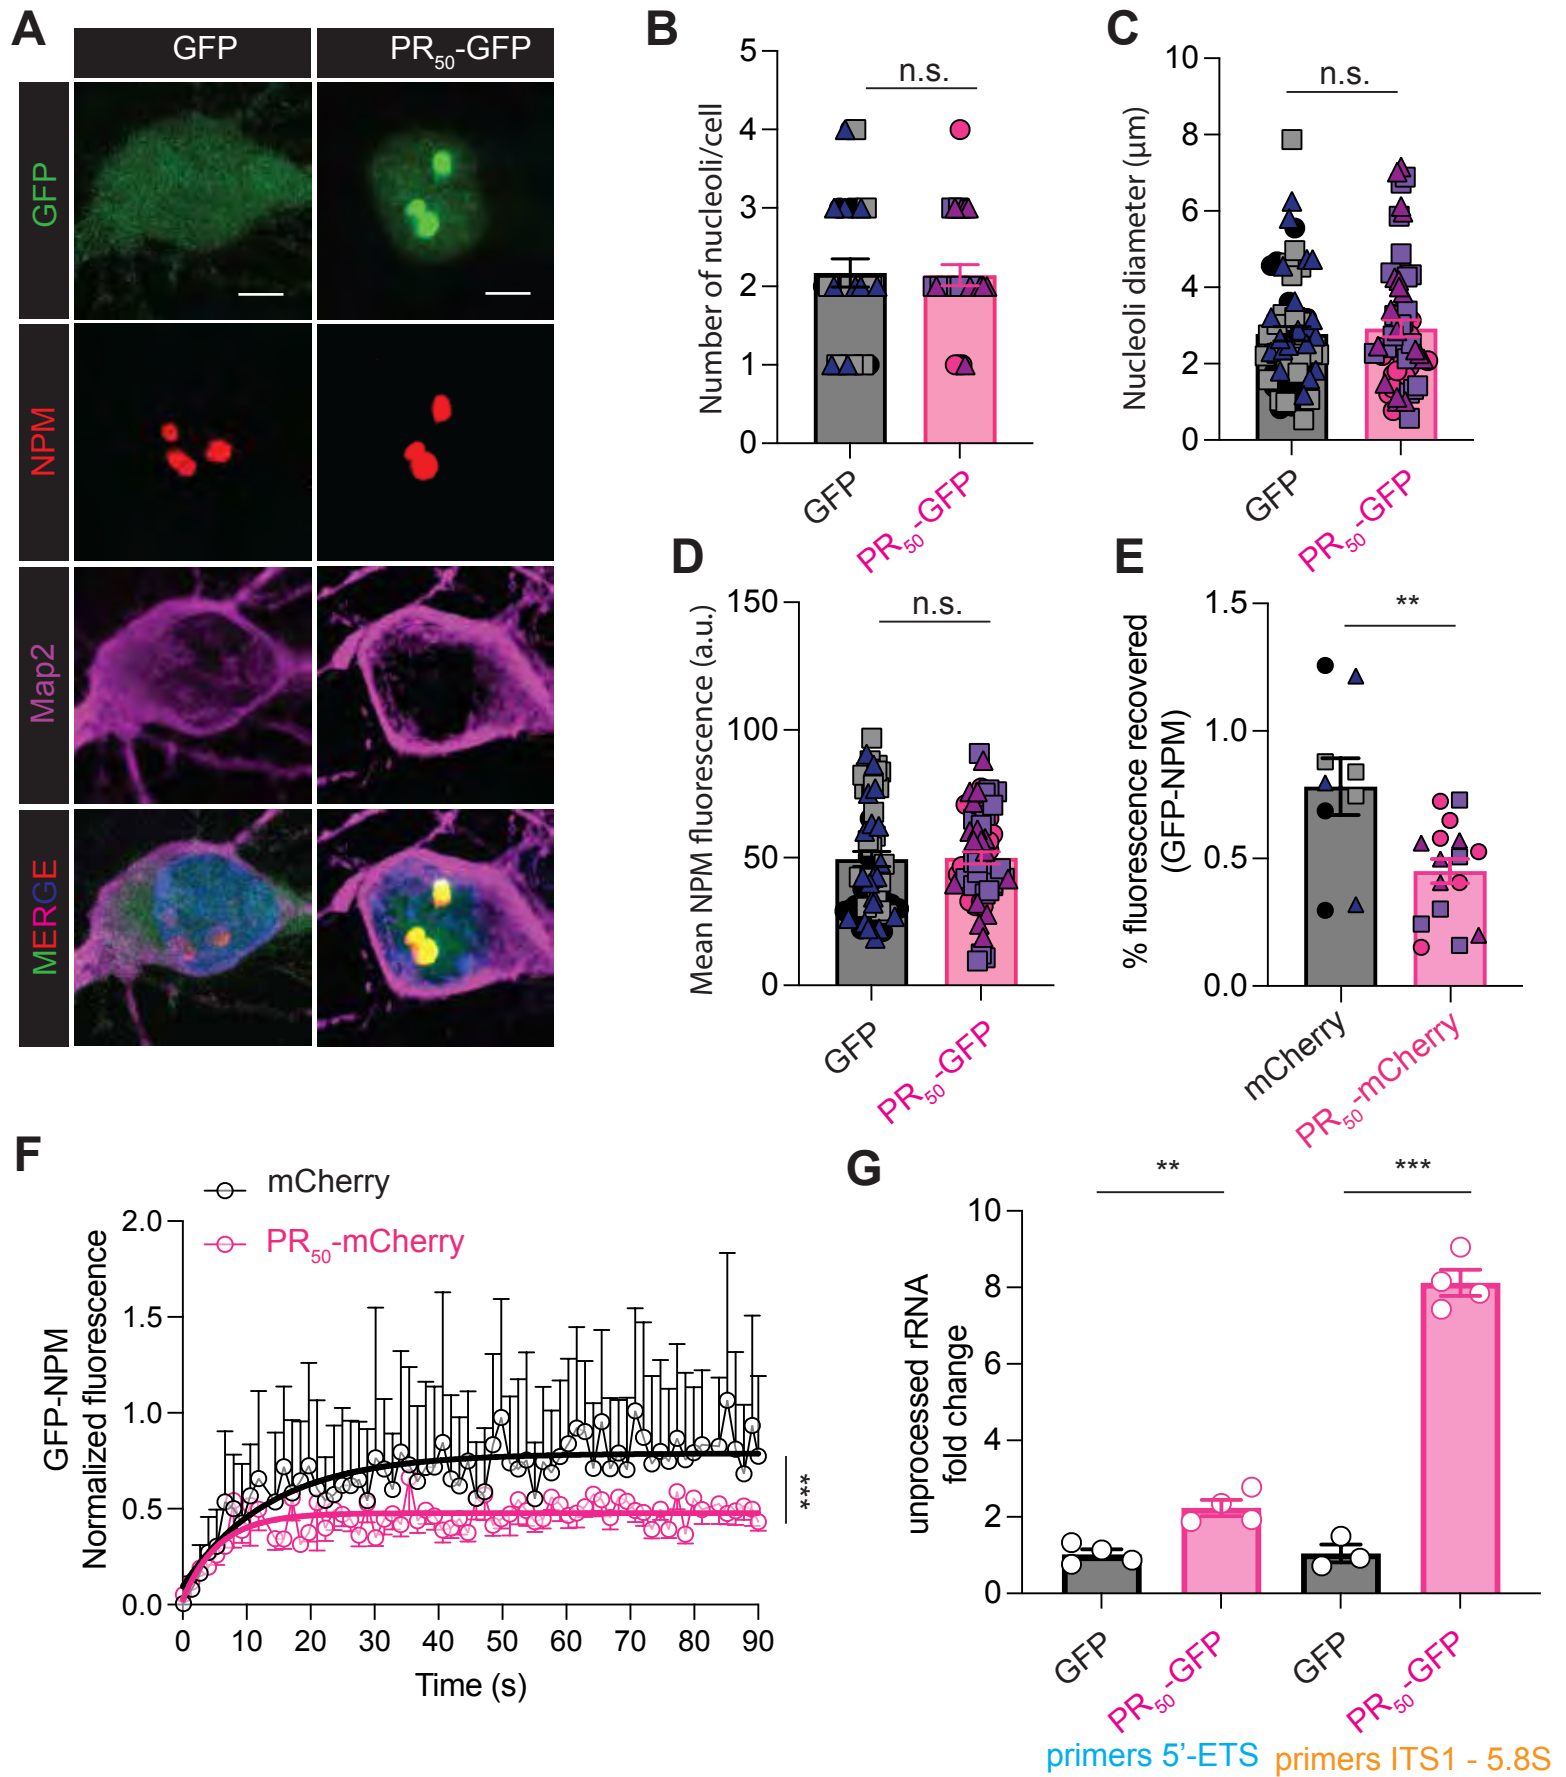 A
GFP
PR50-GFP
GFP
NPM
Map2
MERGE
B
Number of nucleoli/cell
5
4
3
2
1
0
n.s.
GFP
PR50-GFP
C
Nucleoli diameter (μm)
10
8
6
4
2
0
n.s.
GFP
PR50-GFP
D
Mean NPM fluorescence (a.u.)
150
100
50
0
n.s.
GFP
PR50-GFP
E
% fluorescence recovered
(GFP-NPM)
1.5
1.0
0.5
0.0
**
mCherry
PR50-mCherry
F
mCherry
PR50-mCherry
GFP-NPM
Normalized fluorescence
2.0
1.5
1.0
0.5
0.0
0 10 20 30 40 50 60 70 80 90
Time (s)
***
G
unprocessed rRNA
fold change
10
8
6
4
2
0
**
***
GFP
PR50-GFP
GFP
PR50-GFP
primers 5’-ETS
primers ITS1 - 5.8S